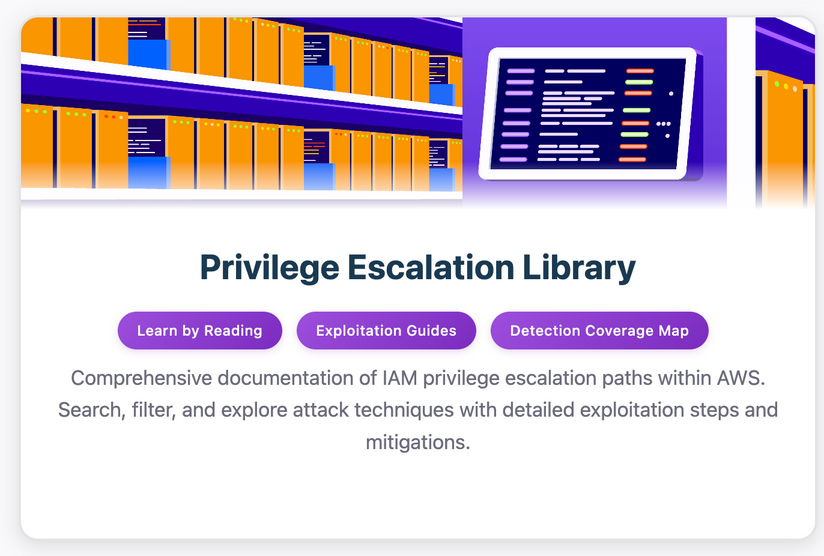 Privilege Escalation Library
Learn by Reading
Exploitation Guides
Detection Coverage Map
Comprehensive documentation of IAM privilege escalation paths within AWS.
Search, filter, and explore attack techniques with detailed exploitation steps and
mitigations.